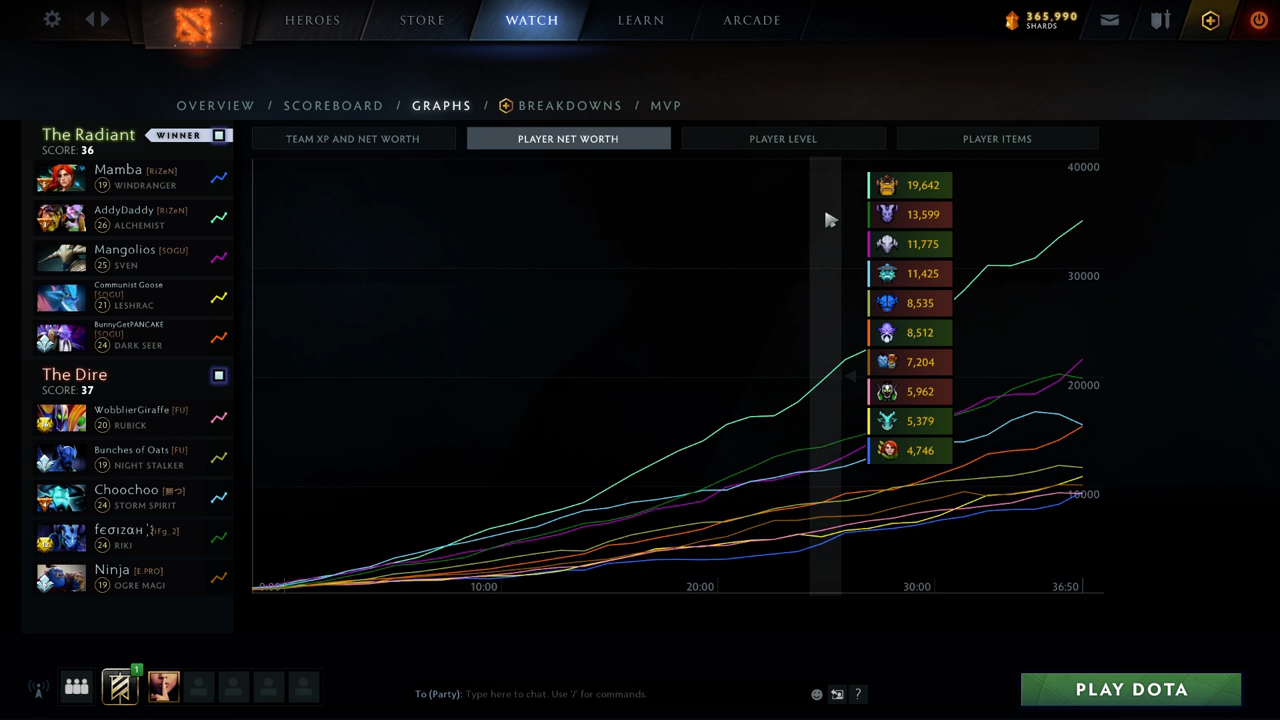 HEROES
STORE
WATCH
LEARN
ARCADE
365,990
SHARDS
OVERVIEW / SCOREBOARD / GRAPHS / BREAKDOWNS / MVP
The Radiant
WINNER
SCORE: 36
TEAM XP AND NET WORTH
PLAYER NET WORTH
PLAYER LEVEL
PLAYER ITEMS
Mamba [RiZeN]
19 WINDRANGER
AddyDaddy [RiZeN]
26 ALCHEMIST
Mangolios [SOGU]
25 SVEN
Communist Goose
[SOGU]
21 LESHRAC
BunnyGetPANCAKE
[SOGU]
24 DARK SEER
The Dire
SCORE: 37
WobblierGiraffe [FU]
20 RUBICK
Bunches of Oats [FU]
19 NIGHT STALKER
Choochoo [勝つ]
24 STORM SPIRIT
24 RIKI
Ninja [E.PRO]
19 OGRE MAGI
19,642
13,599
11,775
11,425
8,535
8,512
7,204
5,962
5,379
4,746
40000
30000
20000
10000
0:00
10:00
20:00
30:00
36:50
1
To (Party): Type here to chat. Use '/' for commands.
?
PLAY DOTA